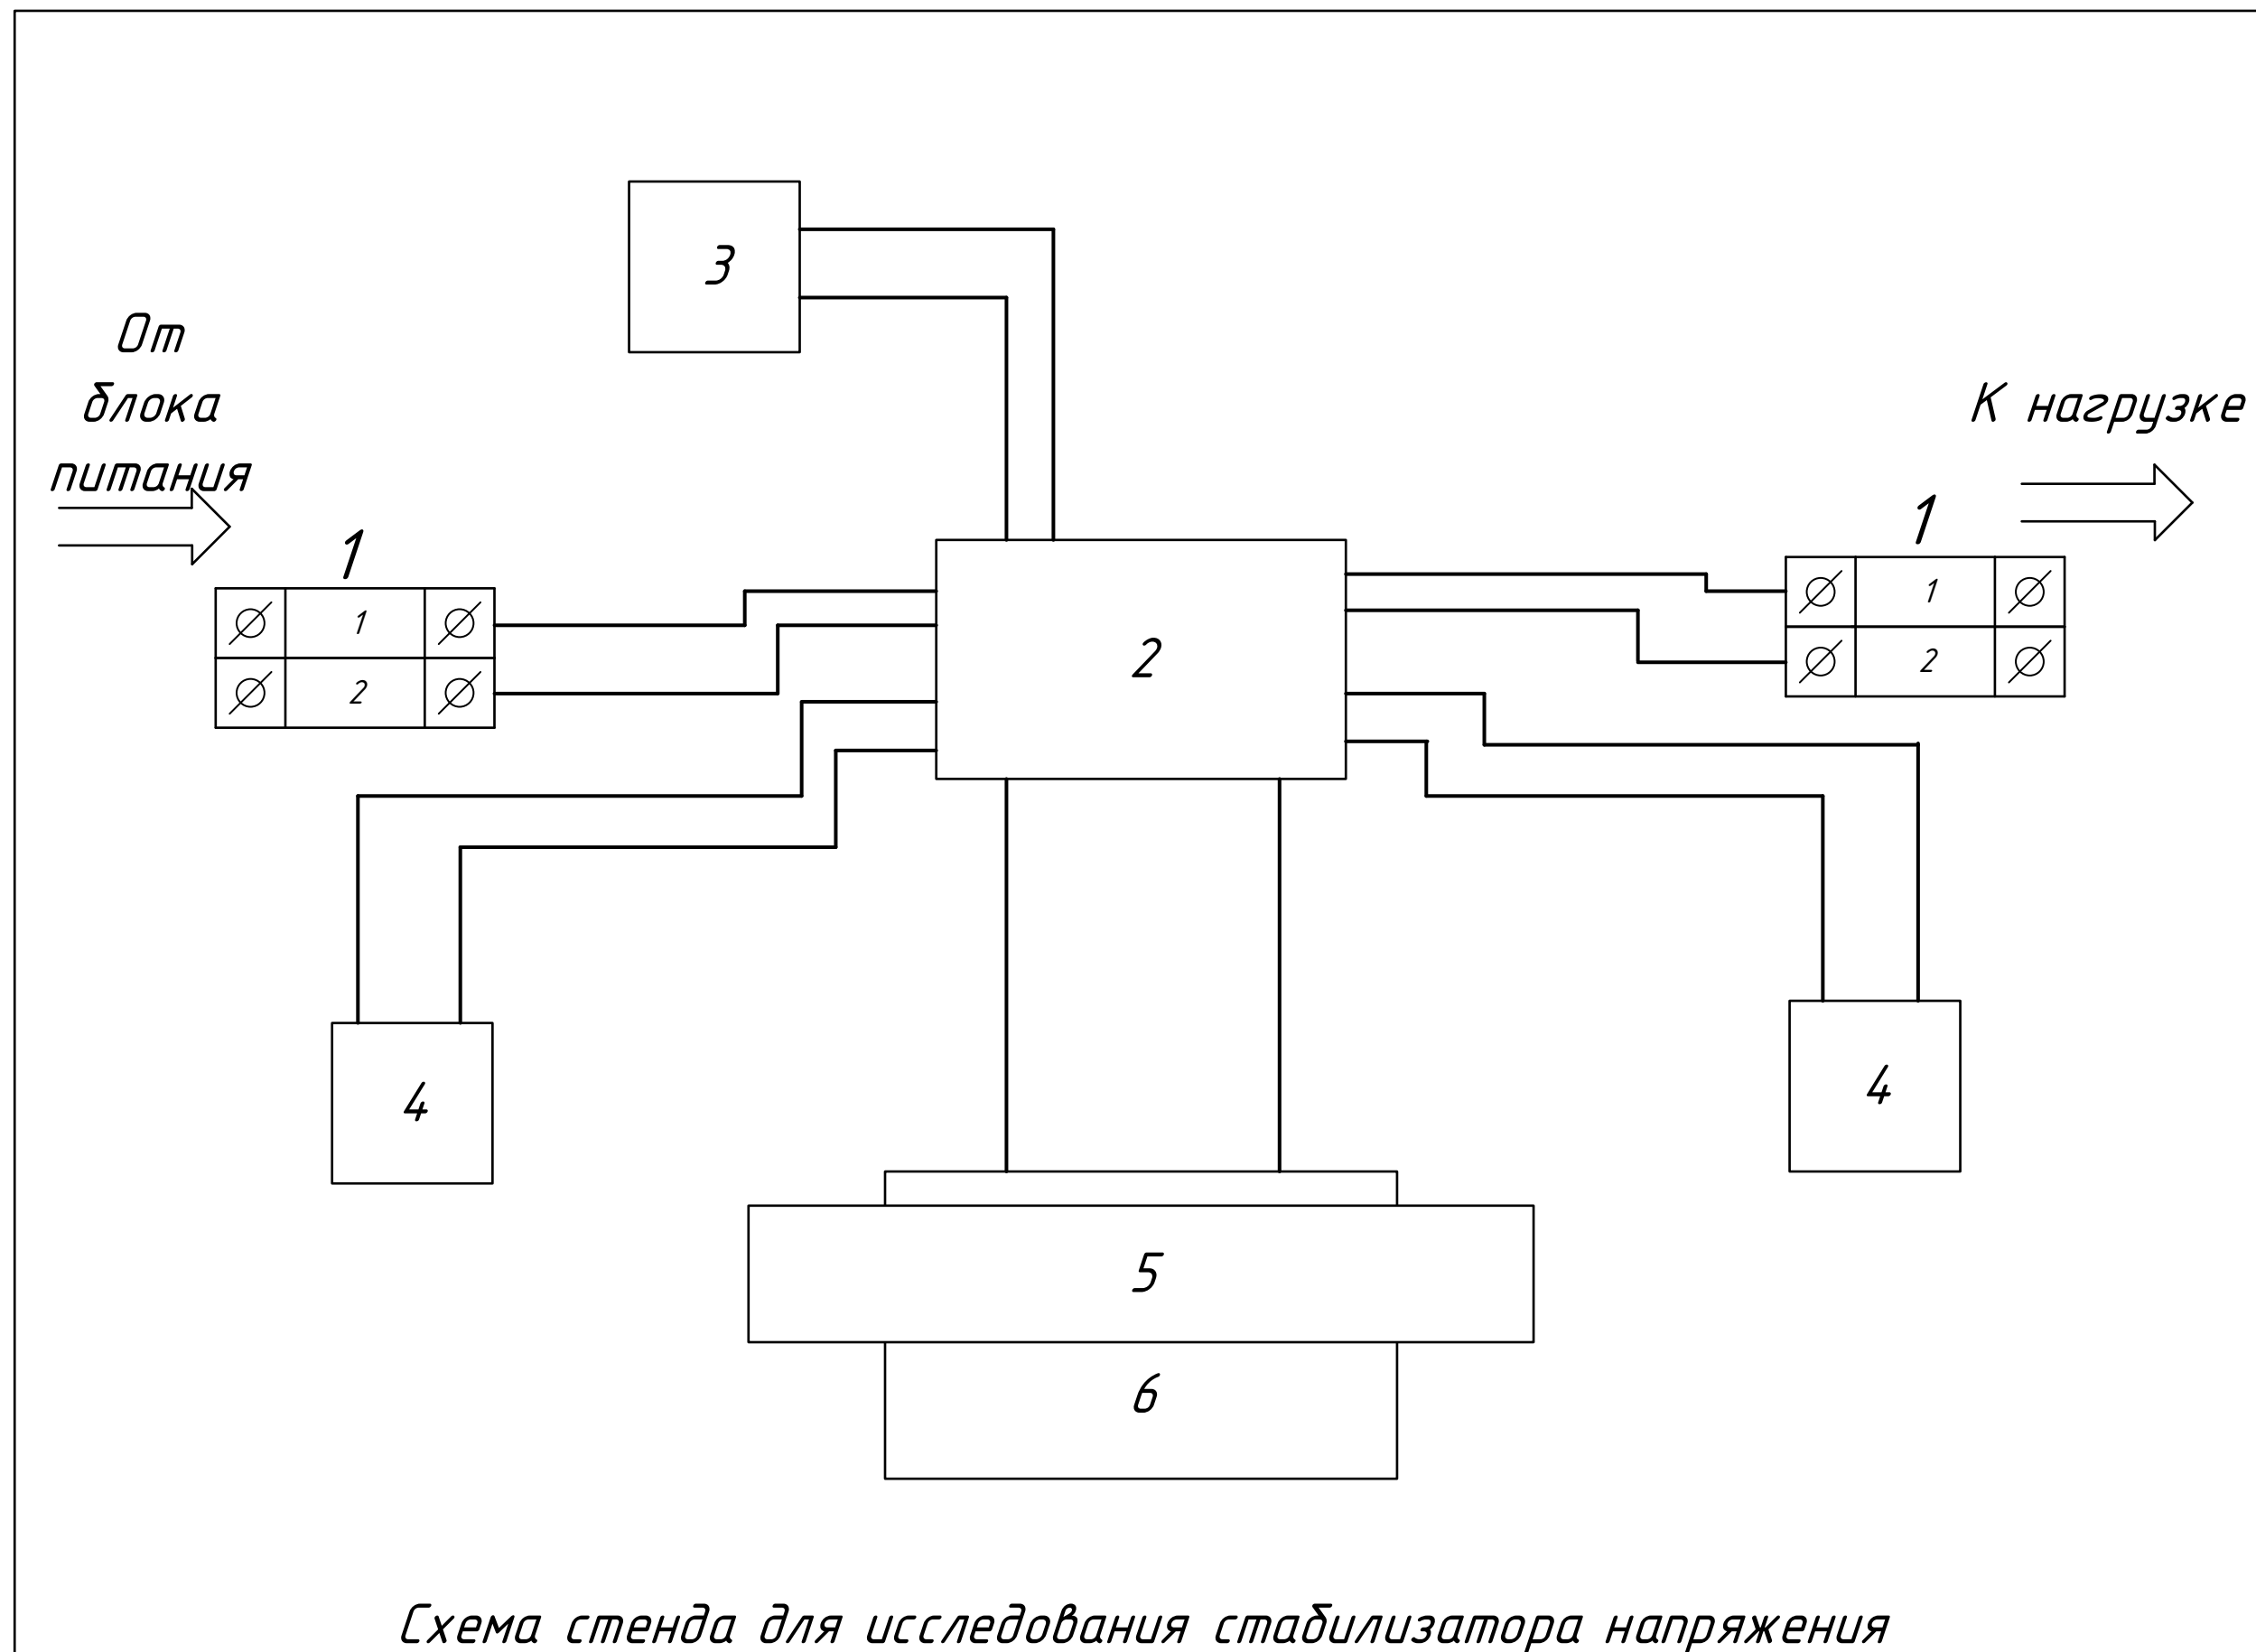 3
От
блока
питания
К нагрузке
1
1
1
2
1
2
2
4
4
5
6
Схема стенда для исследования стабилизатора напряжения